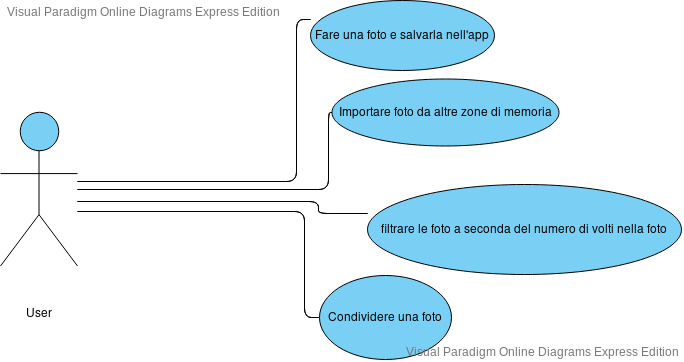 Visual Paradigm Online Diagrams Express Edition
Fare una foto e salvarla nell'app
Importare foto da altre zone di memoria
filtrare le foto a seconda del numero di volti nella foto
User
Condividere una foto
Visual Paradigm Online Diagrams Express Edition